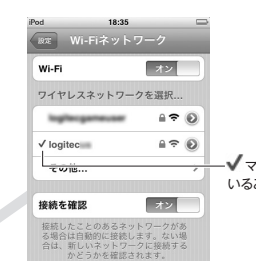 iPod 18:35
設定 Wi-Fiネットワーク
Wi-Fi オン
ワイヤレスネットワークを選択...
logitec
その他...
✓マ
いる
接続を確認 オン
接続したことのあるネットワークがあ
る場合は自動的に接続します。ない場
合は、新しいネットワークに接続する
かどうかを確認されます。